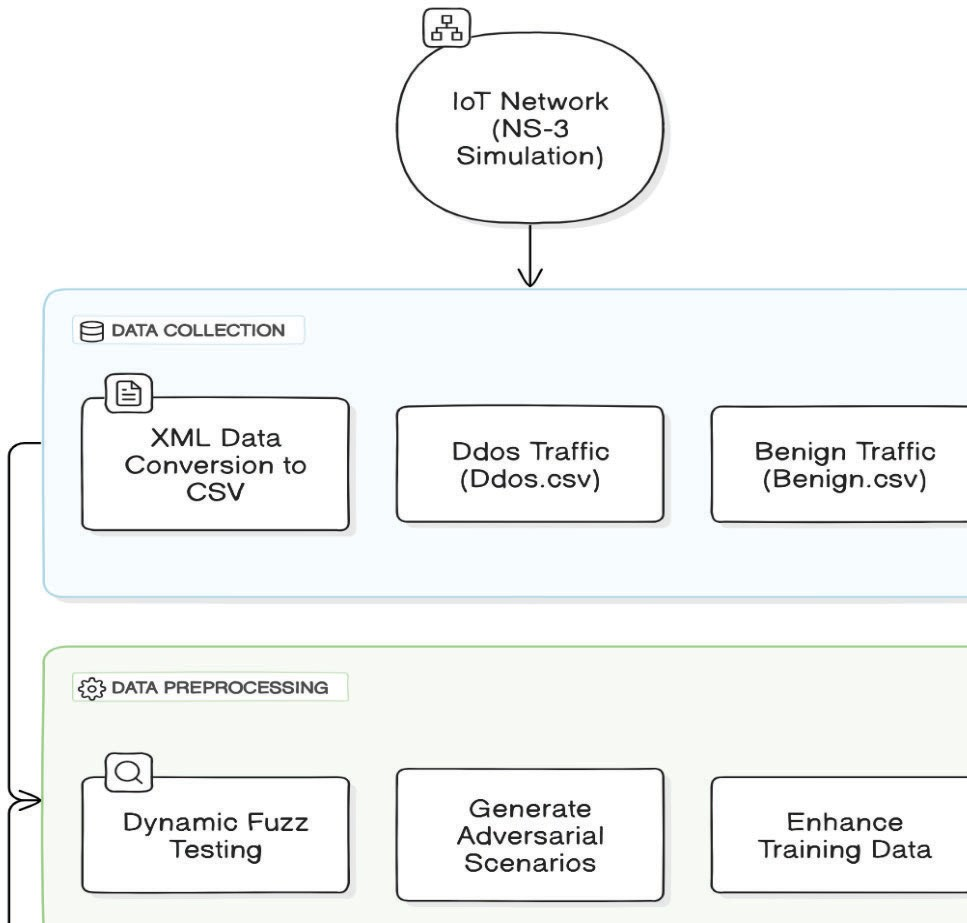 IoT Network
(NS-3
Simulation)
DATA COLLECTION
XML Data
Conversion to
CSV
Ddos Traffic
(Ddos.csv)
Benign Traffic
(Benign.csv)
DATA PREPROCESSING
Dynamic Fuzz
Testing
Generate
Adversarial
Scenarios
Enhance
Training Data